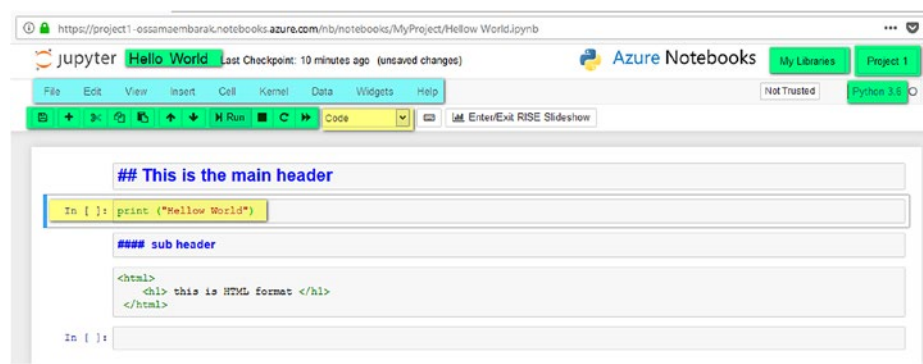 https://project1-ossamaembarak.notebooks.azure.com/nb/notebooks/MyProject/Hellow World.ipynb
jupyter Hello World Last Checkpoint: 10 minutes ago (unsaved changes) Azure Notebooks My Libraries Project 1
File Edit View Insert Cell Kernel Data Widgets Help Not Trusted Python 3.6
Run Code Enter/Exit RISE Slideshow
## This is the main header
In [ ]: print ("Hellow World")
#### sub header
<html>
<h1> this is HTML format </h1>
</html>
In [ ]: